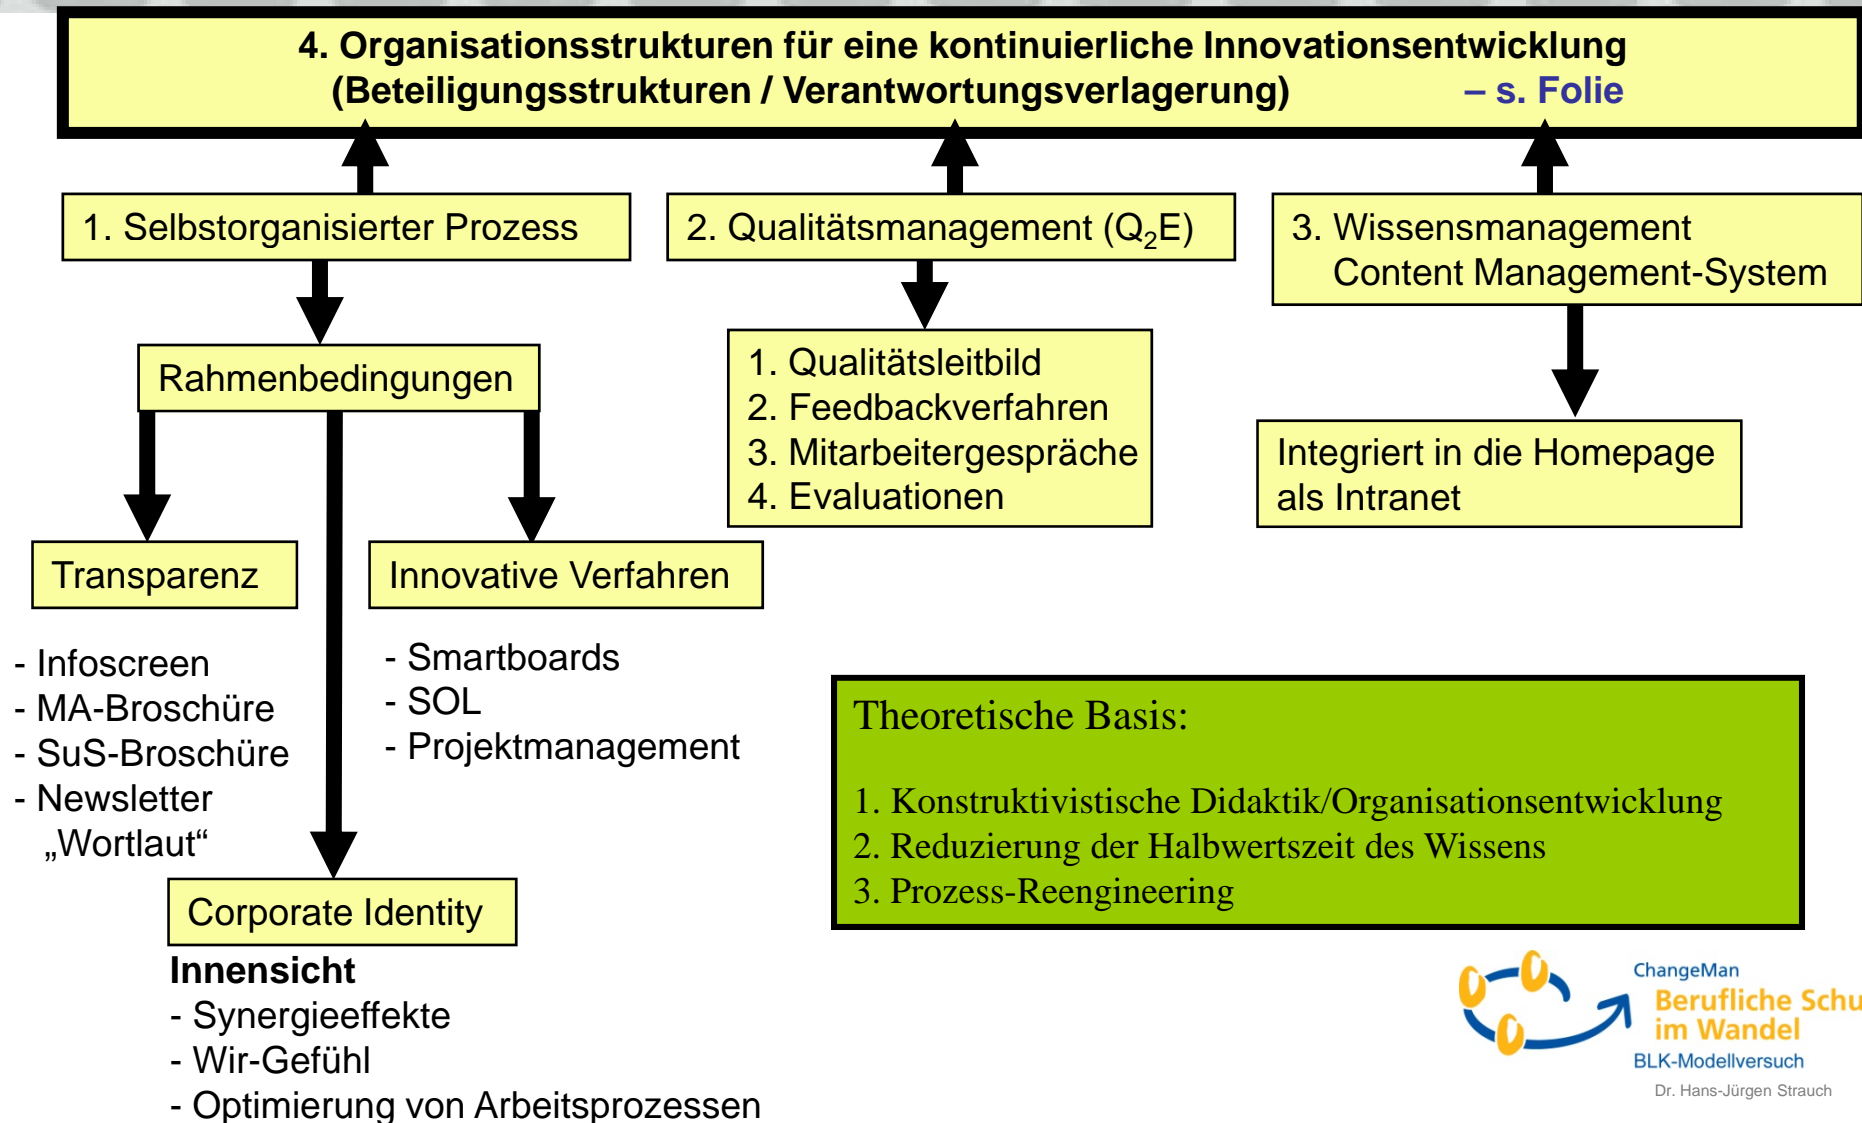 4. Organisationsstrukturen für eine kontinuierliche Innovationsentwicklung
(Beteiligungsstrukturen / Verantwortungsverlagerung) – s. Folie
1. Selbstorganisierter Prozess
2. Qualitätsmanagement (Q₂E)
3. Wissensmanagement
Content Management-System
Rahmenbedingungen
1. Qualitätsleitbild
2. Feedbackverfahren
3. Mitarbeitergespräche
4. Evaluationen
Integriert in die Homepage
als Intranet
Transparenz
- Infoscreen
- MA-Broschüre
- SuS-Broschüre
- Newsletter
„Wortlaut“
Innovative Verfahren
- Smartboards
- SOL
- Projektmanagement
Corporate Identity
Innensicht
- Synergieeffekte
- Wir-Gefühl
- Optimierung von Arbeitsprozessen
Theoretische Basis:
1. Konstruktivistische Didaktik/Organisationsentwicklung
2. Reduzierung der Halbwertszeit des Wissens
3. Prozess-Reengineering
ChangeMan
Berufliche Schu
im Wandel
BLK-Modellversuch
Dr. Hans-Jürgen Strauch